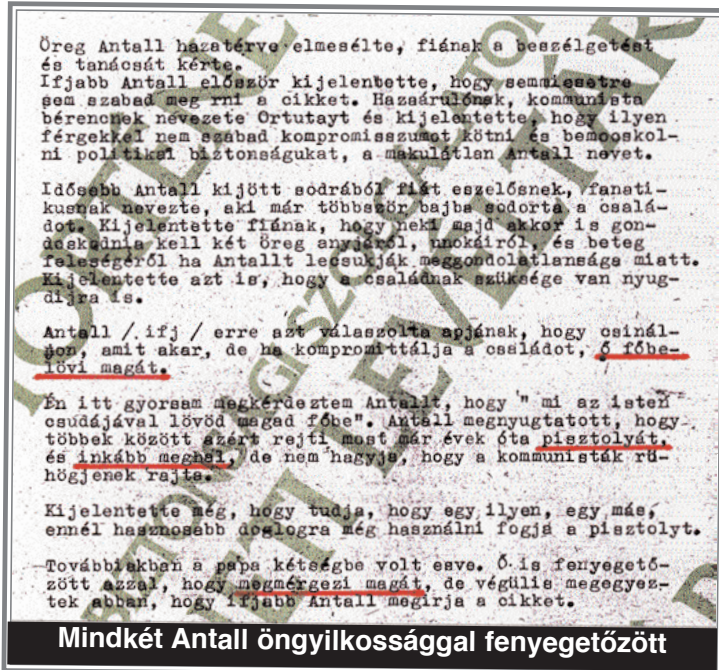 Öreg Antall hazatérve elmesélte, fiának a beszélgetést
és tanácsát kérte.
Ifjabb Antall először kijelentette, hogy semmiesetre
sem szabad meg rni a cikket. Hazaárulónak, kommunista
bérencnek nevezete Ortutayt és kijelentette, hogy ilyen
férgekkel nem szabad kompromisszumot kötni és bemocskol-
ni politikai biztonságukat, a makulátlan Antall nevet.
Idősebb Antall kijött sodrából fiát eszelősnek, fanati-
kusnak nevezte, aki már többször bajba sodorta a csalá-
dot. Kijelentette fiának, hogy neki majd akkor is gon-
doskodnia kell két öreg anyjáról, unokáiról, és beteg
feleségéről ha Antallt lecsukják meggondolatlansága miatt.
Kijelentette azt is, hogy a családnak szüksége van nyug-
díjra is.
Antall /.ifj / erre azt válaszolta apjának, hogy csinál-
jon, amit akar, de ha kompromittálja a családot, ő főbe-
lövi magát.
Én itt gyorsam megkérdeztem Antallt, hogy " mi az isten
csudájával lövöd magad főbe". Antall megnyugtatott, hogy
többek között azért rejti most már évek óta pisztolyát,
és inkább meghal, de nem hagyja, hogy a kommunisták rö-
högjenek rajta.
Kijelentette még, hogy tudja, hogy egy ilyen, egy más,
ennél hasznosabb doglogra még használni fogja a pisztolyt.
Továbbiakban a papa kétségbe volt esve. Ő is fenyegető-
zött azzal, hogy megmérgezi magát, de végülis megegyez-
tek abban, hogy ifjabb Antall megirja a cikket.
Mindkét Antall öngyilkossággal fenyegetőzött